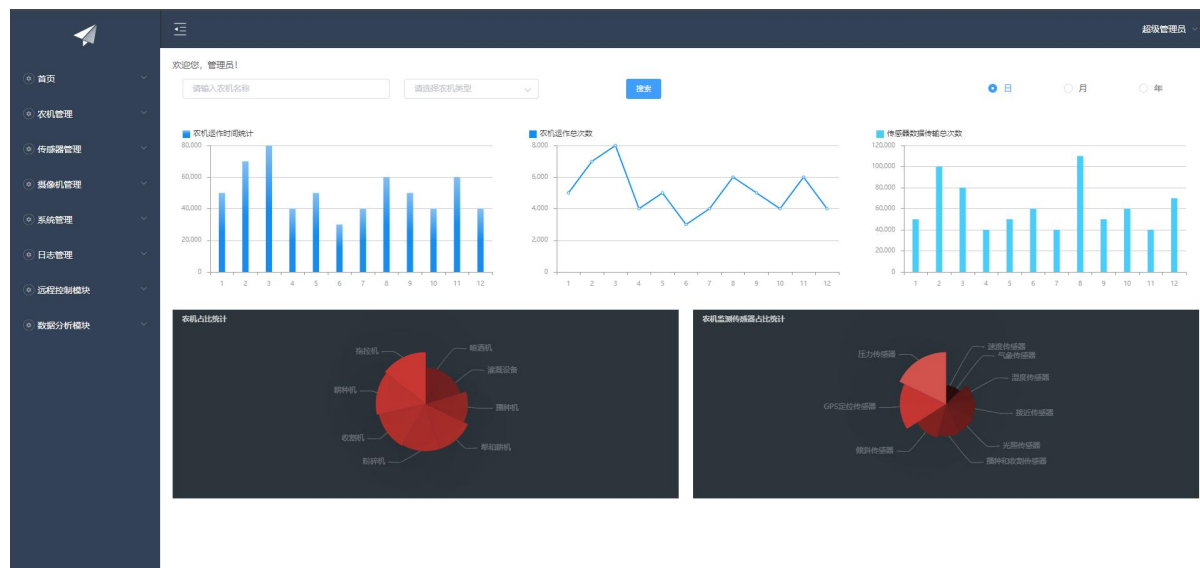 超级管理员
首页
农机管理
传感器管理
摄像机管理
系统管理
日志管理
远程控制模块
数据分析模块
欢迎您，管理员！
请输入农机名称 请选择农机类型 搜索 日 月 年
农机运作时间统计
80,000
60,000
40,000
20,000
0
1 2 3 4 5 6 7 8 9 10 11 12
农机运作总次数
8,000
6,000
4,000
2,000
0
1 2 3 4 5 6 7 8 9 10 11 12
传感器数据传输总次数
120,000
100,000
80,000
60,000
40,000
20,000
0
1 2 3 4 5 6 7 8 9 10 11 12
农机占比统计
拖拉机
喷洒机
灌溉设备
耕种机
播种机
收割机
旱和耕机
粉碎机
农机监测传感器占比统计
压力传感器
速度传感器
气象传感器
湿度传感器
GPS定位传感器
接近传感器
光照传感器
倾斜传感器
播种和收割传感器